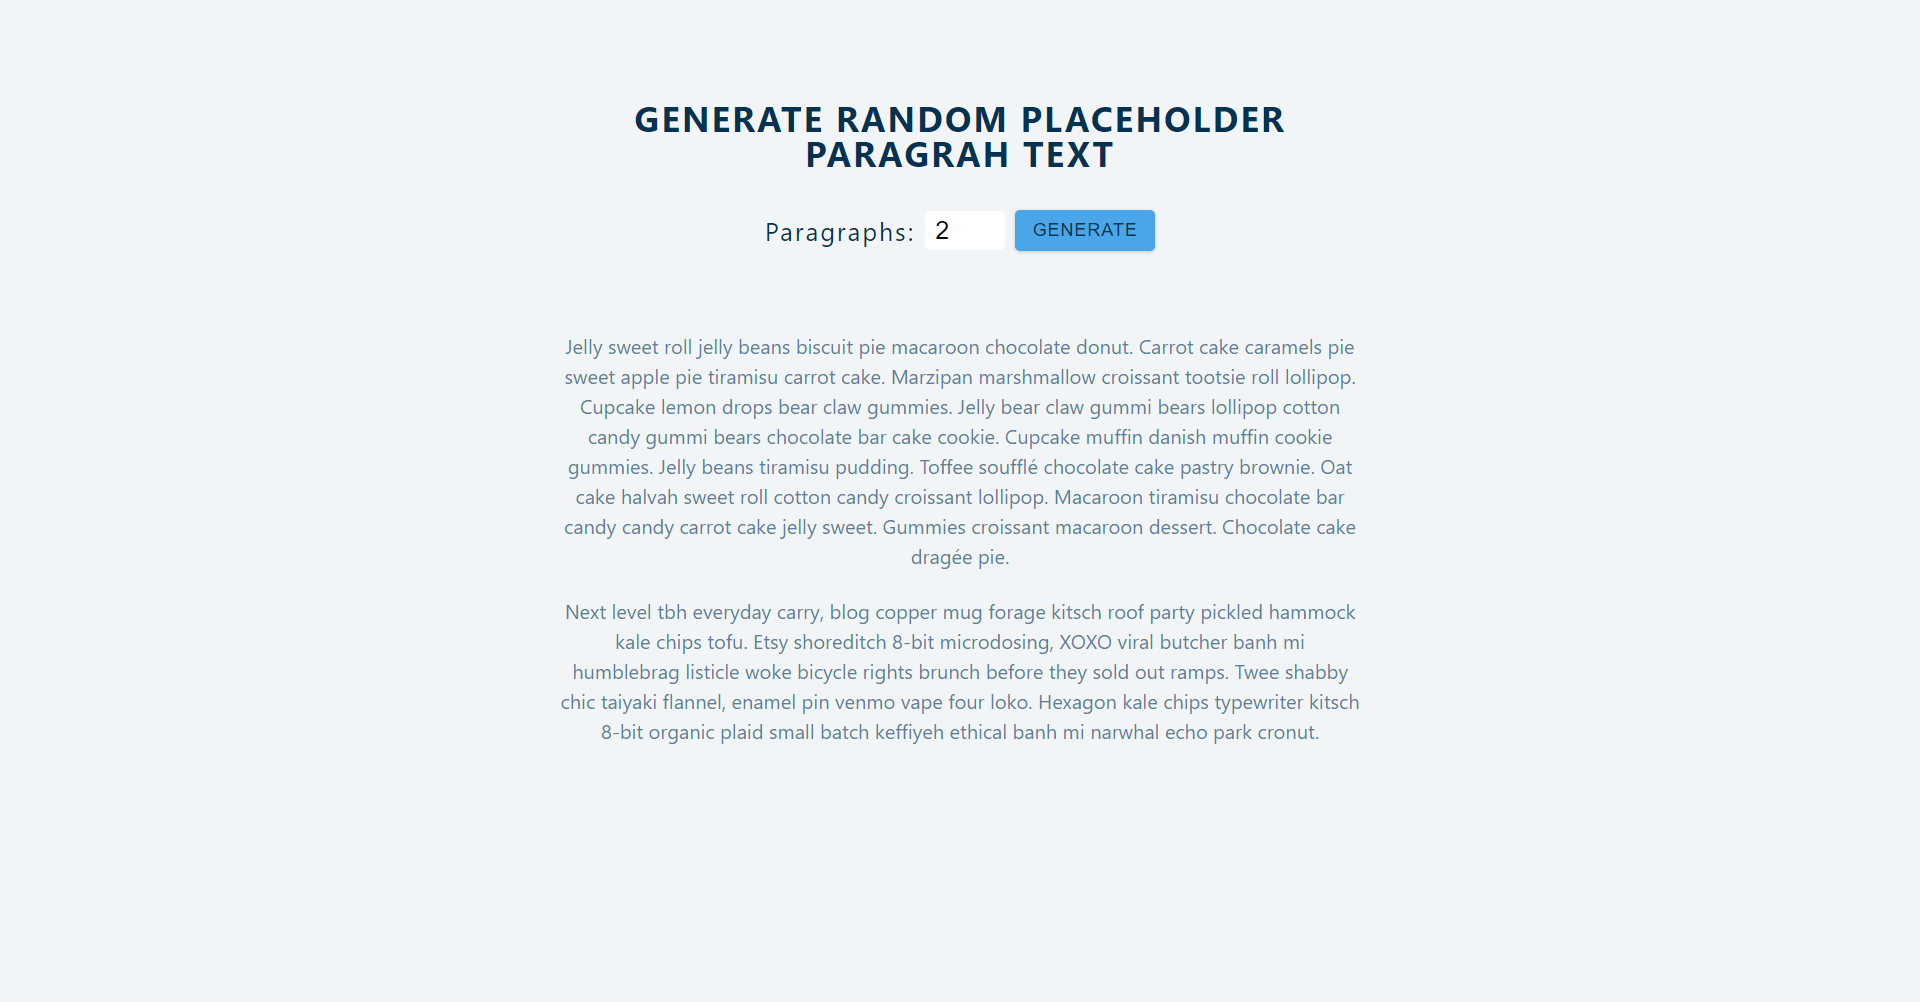 GENERATE RANDOM PLACEHOLDER
PARAGRAH TEXT
Paragraphs: 2 GENERATE
Jelly sweet roll jelly beans biscuit pie macaroon chocolate donut. Carrot cake caramels pie
sweet apple pie tiramisu carrot cake. Marzipan marshmallow croissant tootsie roll lollipop.
Cupcake lemon drops bear claw gummies. Jelly bear claw gummi bears lollipop cotton
candy gummi bears chocolate bar cake cookie. Cupcake muffin danish muffin cookie
gummies. Jelly beans tiramisu pudding. Toffee soufflé chocolate cake pastry brownie. Oat
cake halvah sweet roll cotton candy croissant lollipop. Macaroon tiramisu chocolate bar
candy candy carrot cake jelly sweet. Gummies croissant macaroon dessert. Chocolate cake
dragée pie.
Next level tbh everyday carry, blog copper mug forage kitsch roof party pickled hammock
kale chips tofu. Etsy shoreditch 8-bit microdosing, XOXO viral butcher banh mi
humblebrag listicle woke bicycle rights brunch before they sold out ramps. Twee shabby
chic taiyaki flannel, enamel pin venmo vape four loko. Hexagon kale chips typewriter kitsch
8-bit organic plaid small batch keffiyeh ethical banh mi narwhal echo park cronut.